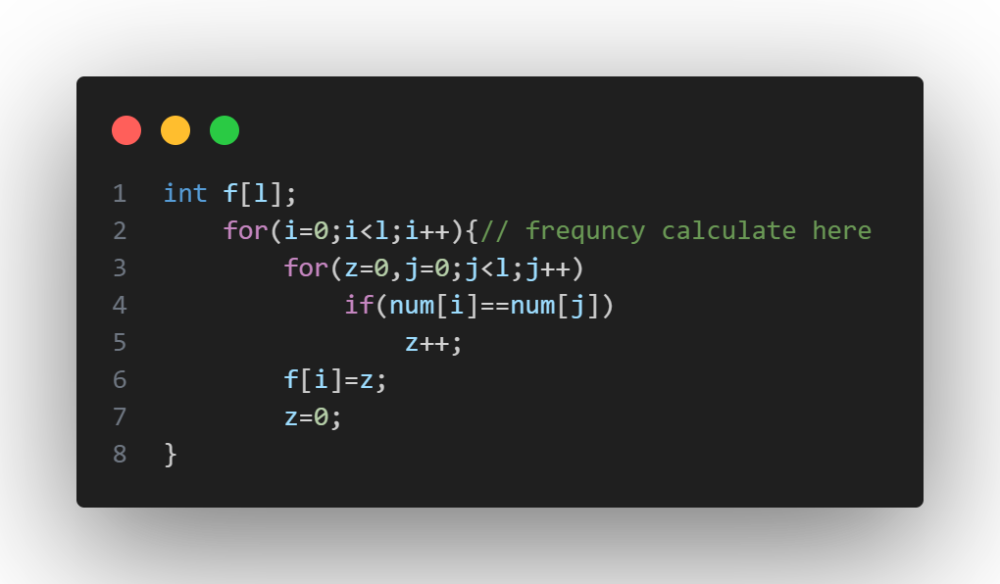 1 int f[l];
2 for(i=0;i<l;i++){// frequncy calculate here
3 for(z=0,j=0;j<l;j++)
4 if(num[i]==num[j])
5 z++;
6 f[i]=z;
7 z=0;
8 }